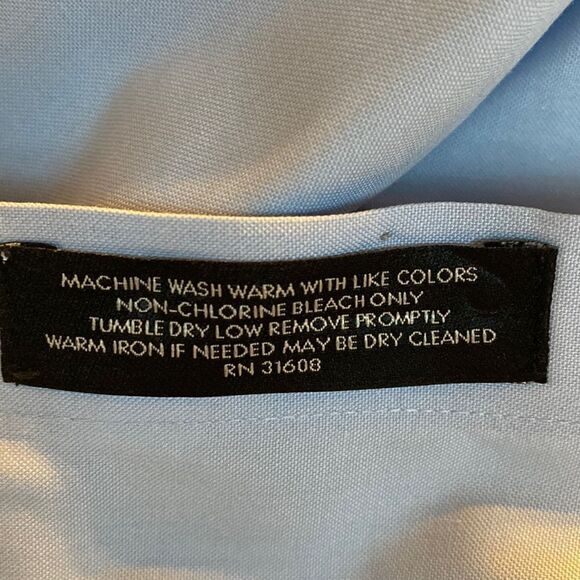 MACHINE WASH WARM WITH LIKE COLORS
NON-CHLORINE BLEACH ONLY
TUMBLE DRY LOW REMOVE PROMPTLY
WARM IRON IF NEEDED MAY BE DRY CLEANED
RN 31608